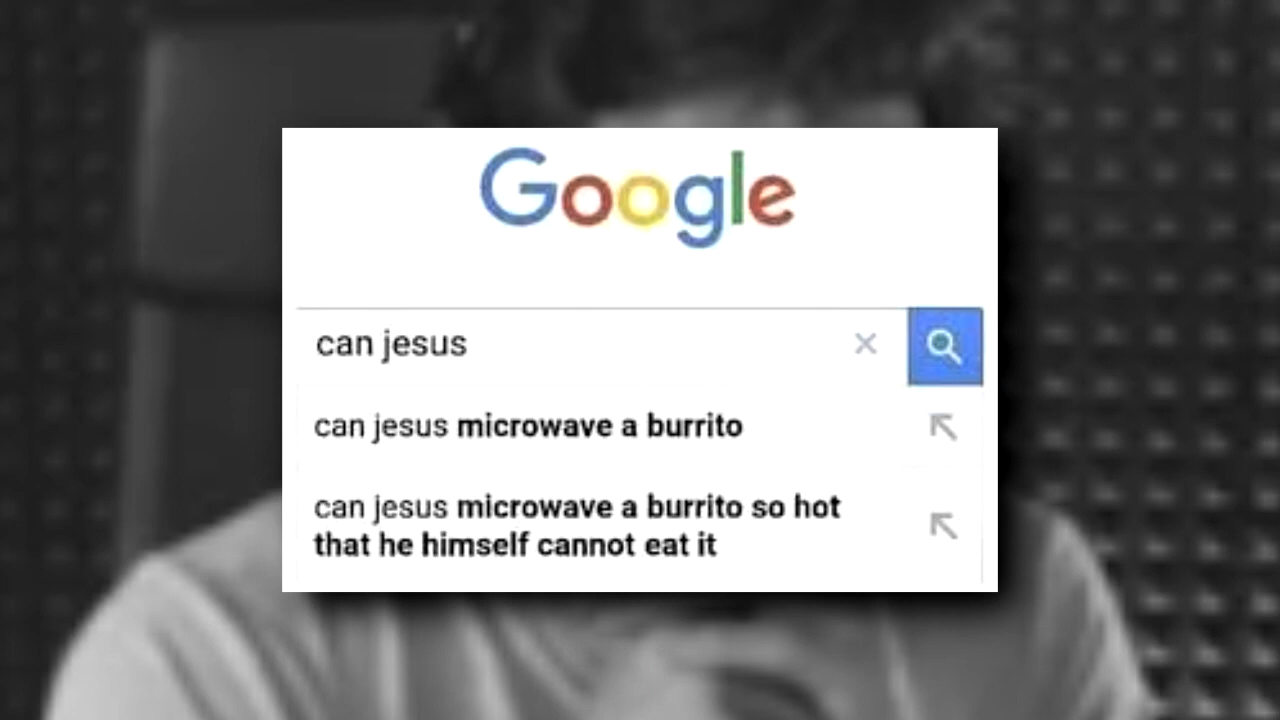 Google
can jesus
can jesus microwave a burrito
can jesus microwave a burrito so hot
that he himself cannot eat it